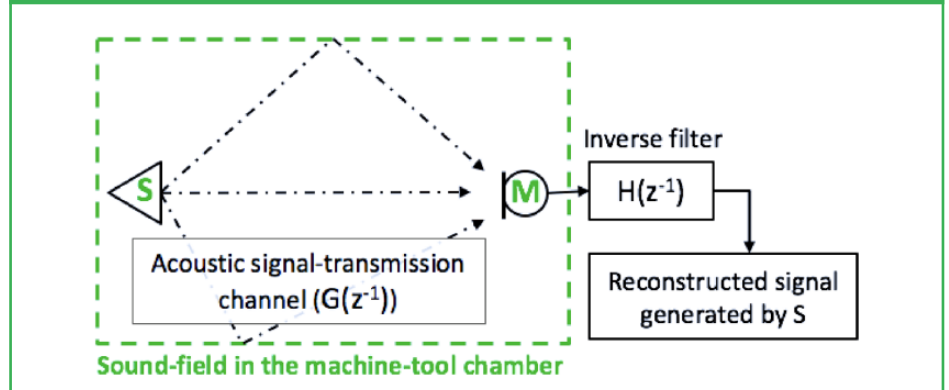 Inverse filter
S
M
H(z⁻¹)
Acoustic signal-transmission
channel (G(z⁻¹))
Reconstructed signal
generated by S
Sound-field in the machine-tool chamber